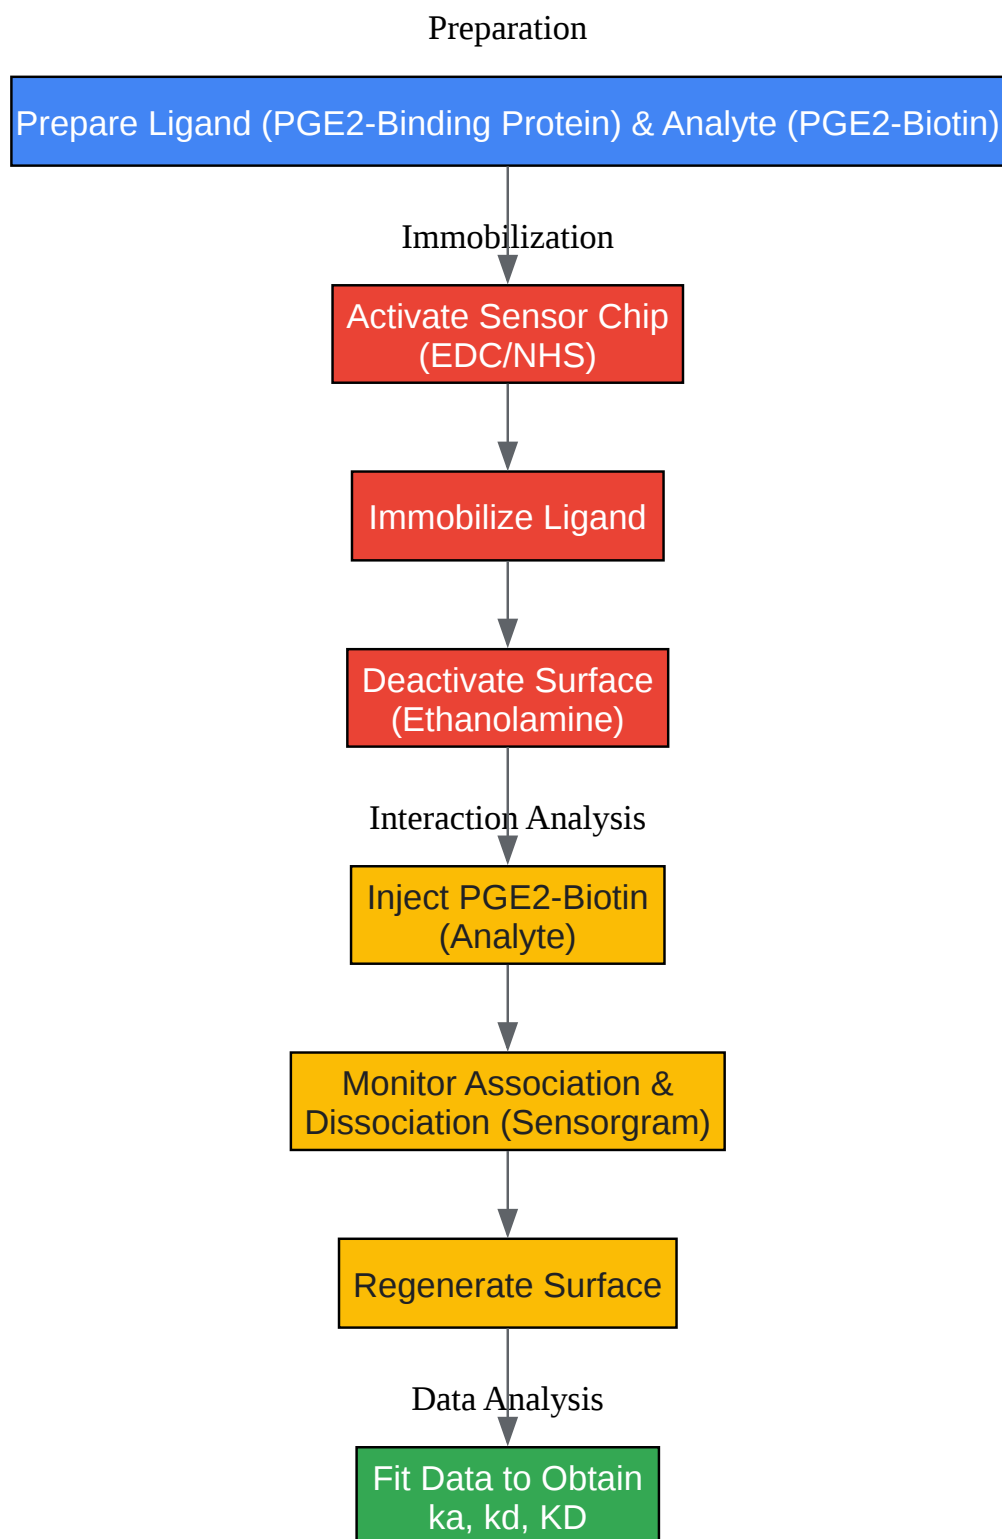 Preparation
Prepare Ligand (PGE2-Binding Protein) & Analyte (PGE2-Biotin)
Immobilization
Activate Sensor Chip
(EDC/NHS)
Immobilize Ligand
Deactivate Surface
(Ethanolamine)
Interaction Analysis
Inject PGE2-Biotin
(Analyte)
Monitor Association &
Dissociation (Sensorgram)
Regenerate Surface
Data Analysis
Fit Data to Obtain
ka, kd, KD